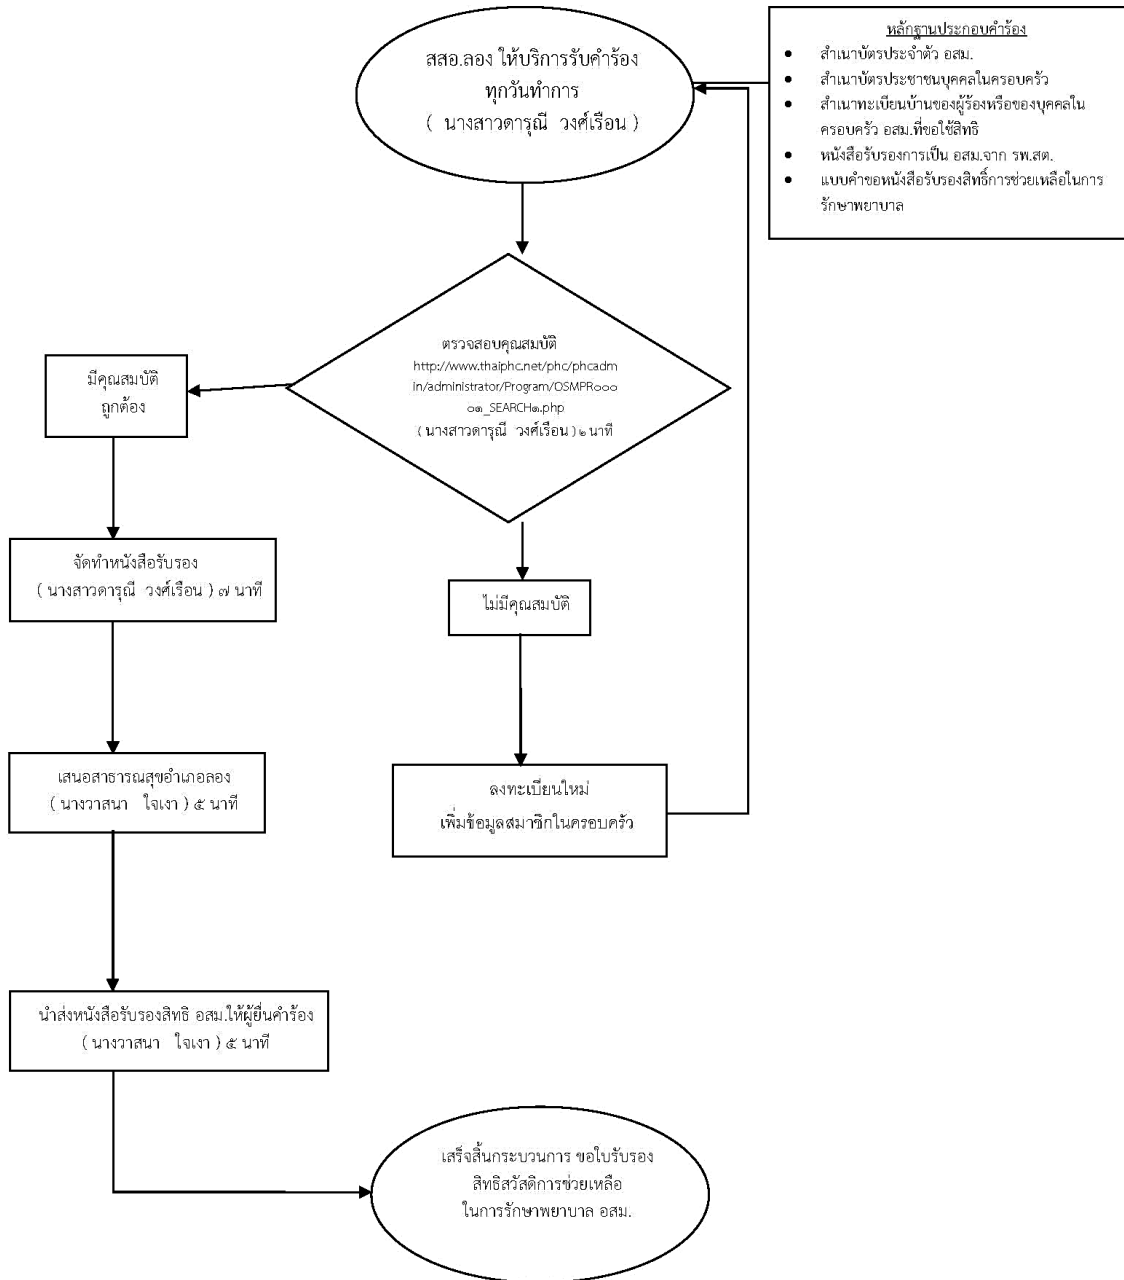 สสอ.ลอง ให้บริการรับคำร้อง
ทุกวันทำการ
( นางสาวดารุณี วงศ์เรือน )
หลักฐานประกอบคำร้อง
• สำเนาบัตรประจำตัว อสม.
• สำเนาบัตรประชาชนบุคคลในครอบครัว
• สำเนาทะเบียนบ้านของผู้ร้องหรือของบุคคลใน
ครอบครัว อสม.ที่ขอใช้สิทธิ
• หนังสือรับรองการเป็น อสม.จาก รพ.สต.
• แบบคำขอหนังสือรับรองสิทธิ์การช่วยเหลือในการ
รักษาพยาบาล
ตรวจสอบคุณสมบัติ
http://www.thaiphc.net/phc/phcadm
in/administrator/Program/OSMPR๐๐๐
๐๑_SEARCH๑.php
( นางสาวดารุณี วงศ์เรือน ) ๒ นาที
มีคุณสมบัติ
ถูกต้อง
จัดทำหนังสือรับรอง
( นางสาวดารุณี วงศ์เรือน ) ๗ นาที
ไม่มีคุณสมบัติ
เสนอสาธารณสุขอำเภอลอง
( นางวาสนา ใจเงา ) ๕ นาที
ลงทะเบียนใหม่
เพิ่มข้อมูลสมาชิกในครอบครัว
นำส่งหนังสือรับรองสิทธิ อสม.ให้ผู้ยื่นคำร้อง
( นางวาสนา ใจเงา ) ๕ นาที
เสร็จสิ้นกระบวนการ ขอใบรับรอง
สิทธิสวัสดิการช่วยเหลือ
ในการรักษาพยาบาล อสม.